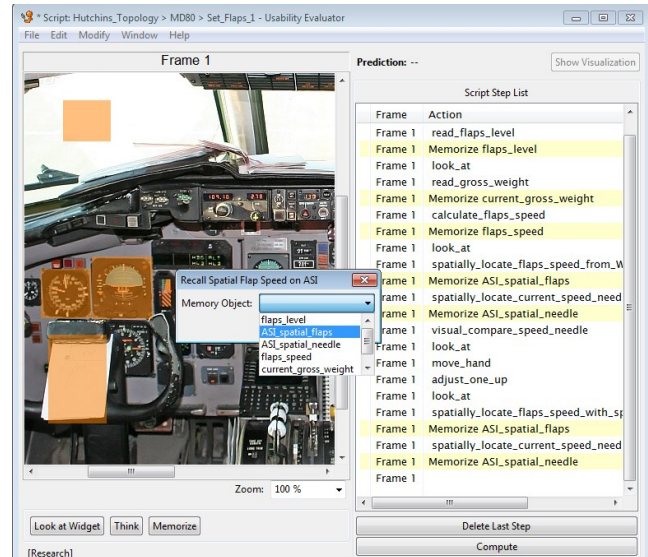 * Script: Hutchins_Topology > MD80 > Set_Flaps_1 - Usability Evaluator
File Edit Modify Window Help
Frame 1
Prediction: --
Show Visualization
Script Step List
Frame Action
Frame 1 read_flaps_level
Frame 1 Memorize flaps_level
Frame 1 look_at
Frame 1 read_gross_weight
Frame 1 Memorize current_gross_weight
Frame 1 calculate_flaps_speed
Frame 1 Memorize flaps_speed
Frame 1 look_at
Frame 1 spatially_locate_flaps_speed_from_W
Frame 1 Memorize ASI_spatial_flaps
Frame 1 spatially_locate_current_speed_need
Frame 1 Memorize ASI_spatial_needle
Frame 1 visual_compare_speed_needle
Frame 1 look_at
Frame 1 move_hand
Frame 1 adjust_one_up
Frame 1 look_at
Frame 1 spatially_locate_flaps_speed_with_sp
Frame 1 Memorize ASI_spatial_flaps
Frame 1 spatially_locate_current_speed_need
Frame 1 Memorize ASI_spatial_needle
Frame 1
Recall Spatial Flap Speed on ASI
Memory Object:
flaps_level
ASI_spatial_flaps
ASI_spatial_needle
flaps_speed
current_gross_weight
Zoom: 100 %
Look at Widget Think Memorize
Delete Last Step
Compute
[Research]